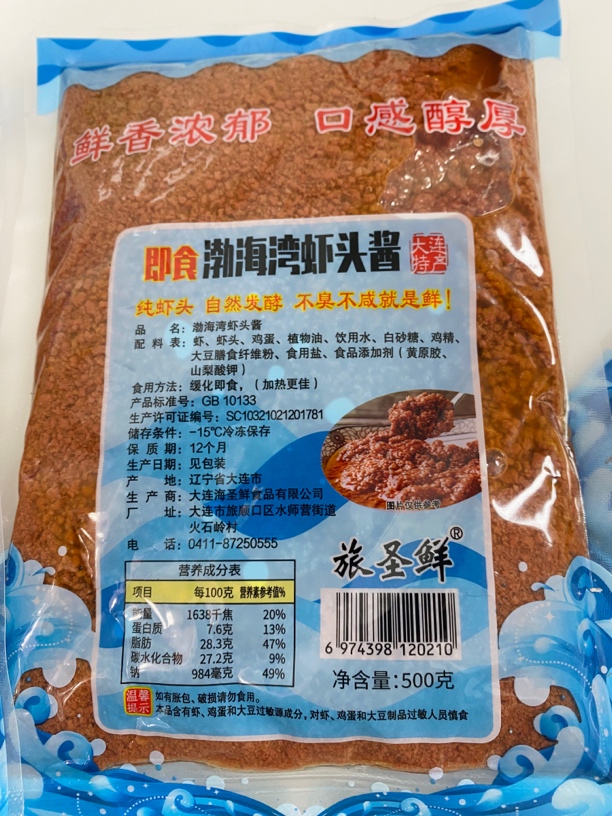 鲜香浓郁 口感醇厚
即食渤海湾虾头酱
大连特产
纯虾头 自然发酵 不臭不咸就是鲜！
品 名：渤海湾虾头酱
配 料 表：虾、虾头、鸡蛋、植物油、饮用水、白砂糖、鸡精、
大豆膳食纤维粉、食用盐、食品添加剂（黄原胶、
山梨酸钾）
食用方法：缓化即食，（加热更佳）
产品标准号：GB 10133
生产许可证编号：SC10321021201781
储存条件：-15℃冷冻保存
保 质 期：12个月
生产日期：见包装
产 地：辽宁省大连市
生 产 商：大连海圣鲜食品有限公司
厂 址：大连市旅顺口区水师营街道
火石岭村
电 话：0411-87250555
图片仅供参考
旅圣鲜®
营养成分表
项目 每100克 营养素参考值%
能量 1638千焦 20%
蛋白质 7.6克 13%
脂肪 28.3克 47%
碳水化合物 27.2克 9%
钠 984毫克 49%
6 974398 120210
净含量：500克
温馨提示
如有胀包、破损请勿食用。
本品含有虾、鸡蛋和大豆过敏源成分，对虾、鸡蛋和大豆制品过敏人员慎食